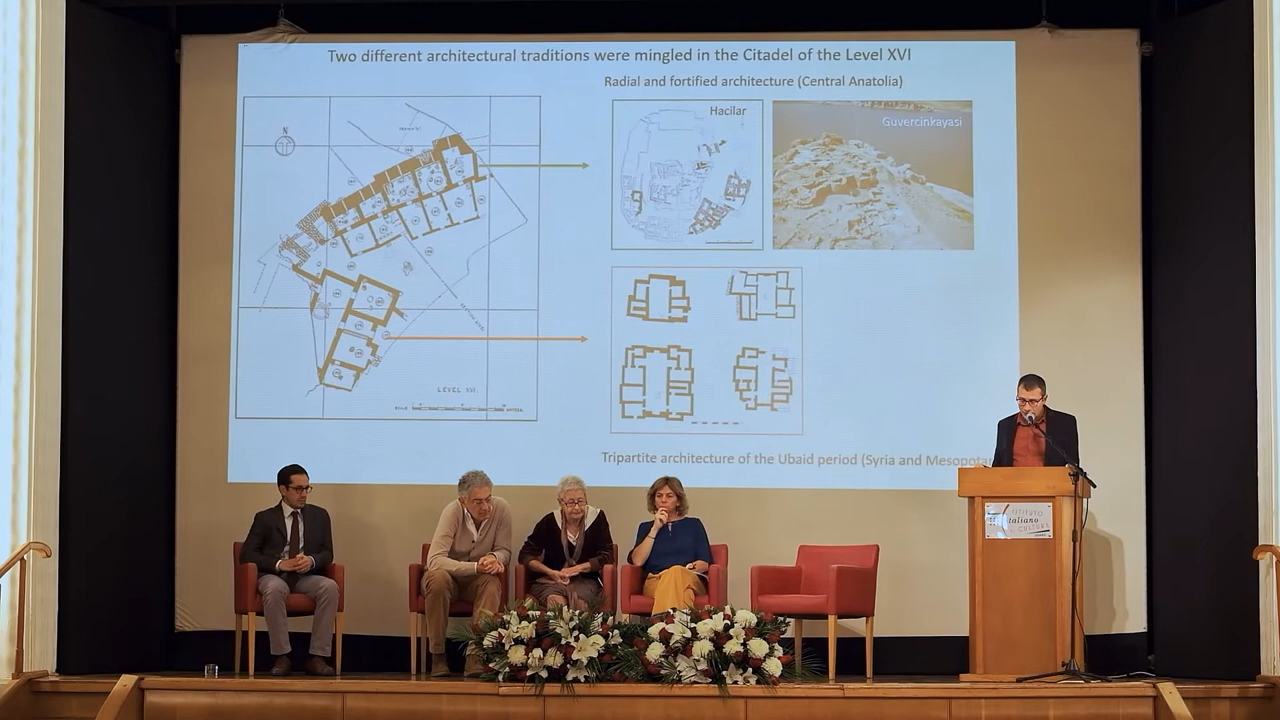 Two different architectural traditions were mingled in the Citadel of the Level XVI
Radial and fortified architecture (Central Anatolia)
Hacilar
Guvercinkayasi
N
LEVEL XVI.
Tripartite architecture of the Ubaid period (Syria and Mesopota
ISTITUTO
italiano
CULTURA